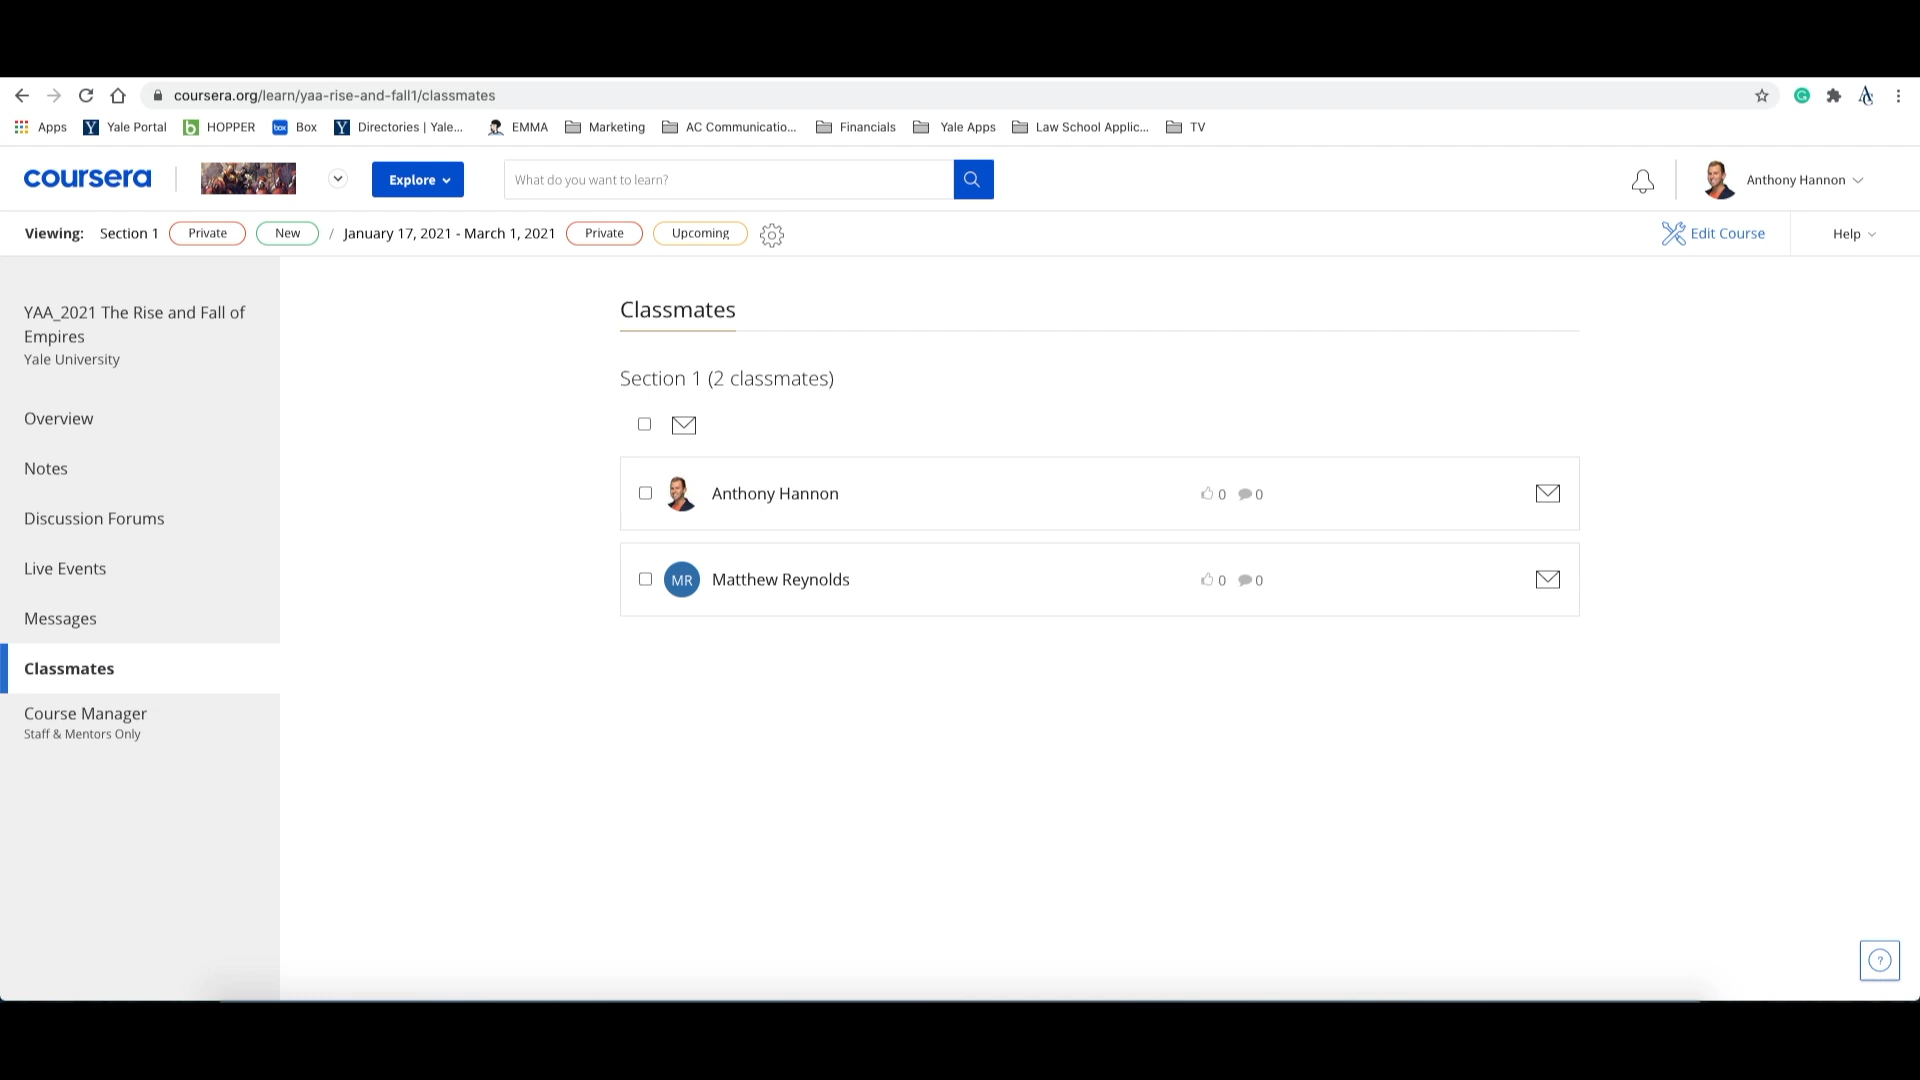 coursera.org/learn/yaa-rise-and-fall1/classmates
Apps Yale Portal HOPPER Box Directories | Yale... EMMA Marketing AC Communicatio... Financials Yale Apps Law School Applic... TV
coursera Explore What do you want to learn? Anthony Hannon
Viewing: Section 1 Private New / January 17, 2021 - March 1, 2021 Private Upcoming Edit Course Help
YAA_2021 The Rise and Fall of
Empires
Yale University
Overview
Notes
Discussion Forums
Live Events
Messages
Classmates
Course Manager
Staff & Mentors Only
Classmates
Section 1 (2 classmates)
Anthony Hannon 0 0
MR Matthew Reynolds 0 0
?